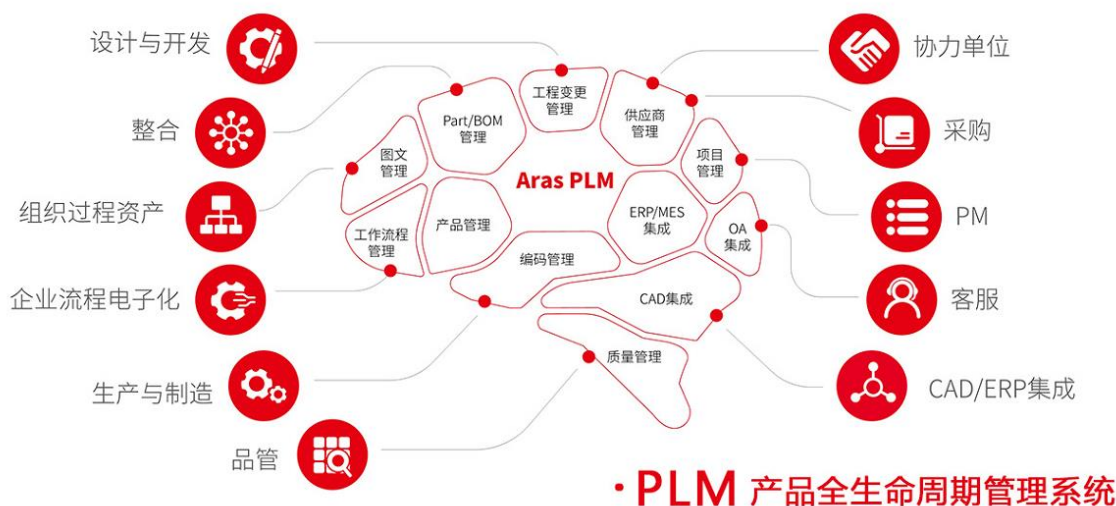 设计与开发
整合
组织过程资产
企业流程电子化
生产与制造
品管
工程变更
管理
Part/BOM
管理
供应商
管理
图文
管理
项目
管理
Aras PLM
产品管理
ERP/MES
集成
工作流程
管理
OA
集成
编码管理
CAD集成
质量管理
协力单位
采购
PM
客服
CAD/ERP集成
·PLM 产品全生命周期管理系统